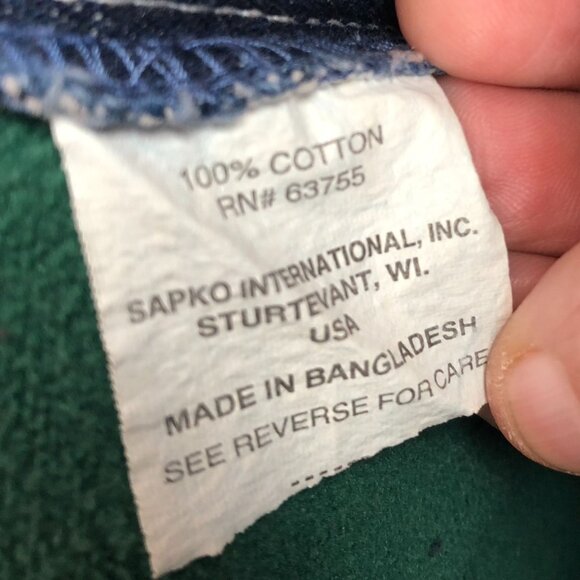 100% COTTON
RN# 63755
SAPKO INTERNATIONAL, INC.
STURTEVANT, WI.
USA
MADE IN BANGLADESH
SEE REVERSE FOR CARE
......